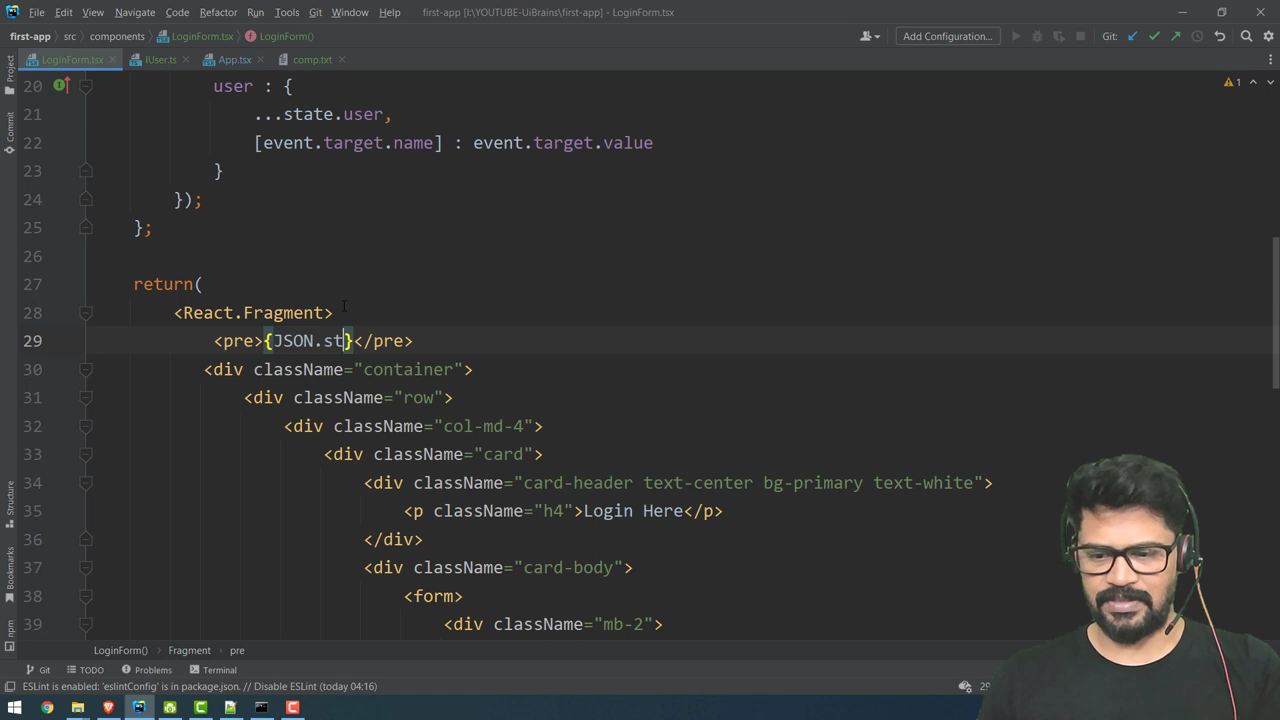 File Edit View Navigate Code Refactor Run Tools Git Window Help first-app [I:\YOUTUBE-UiBrains\first-app] - LoginForm.tsx
first-app src components LoginForm.tsx LoginForm() Add Configuration... Git:
LoginForm.tsx IUser.ts App.tsx comp.txt
Project
Commit
Structure
Bookmarks
npm
1
20 user : {
21 ...state.user,
22 [event.target.name] : event.target.value
23 }
24 });
25 };
26
27 return(
28 <React.Fragment>
29 <pre>{JSON.st}</pre>
30 <div className="container">
31 <div className="row">
32 <div className="col-md-4">
33 <div className="card">
34 <div className="card-header text-center bg-primary text-white">
35 <p className="h4">Login Here</p>
36 </div>
37 <div className="card-body">
38 <form>
39 <div className="mb-2">
LoginForm() Fragment pre
Git TODO Problems Terminal
ESLint is enabled: 'eslintConfig' is in package.json. // Disable ESLint (today 04:16)